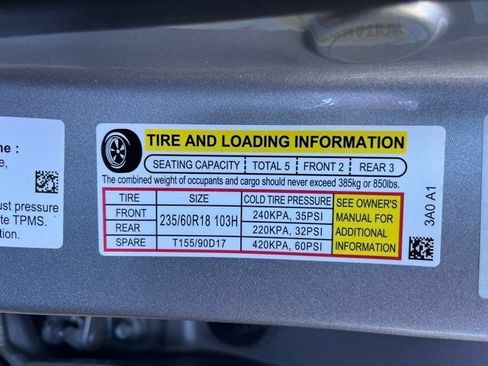 TIRE AND LOADING INFORMATION
SEATING CAPACITY TOTAL 5 FRONT 2 REAR 3
The combined weight of occupants and cargo should never exceed 385kg or 850lbs.
TIRE SIZE COLD TIRE PRESSURE SEE OWNER'S MANUAL FOR ADDITIONAL INFORMATION
FRONT 235/60R18 103H 240KPA, 35PSI
REAR 220KPA, 32PSI
SPARE T155/90D17 420KPA, 60PSI
3A0 A1
me :
e,
ust pressure
te TPMS.